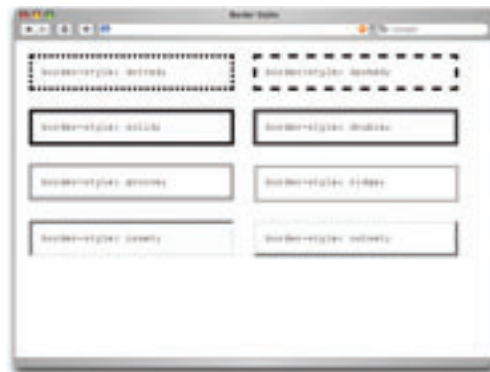 Border Styles
border-style: dotted; border-style: dashed;
border-style: solid; border-style: double;
border-style: groove; border-style: ridge;
border-style: inset; border-style: outset;